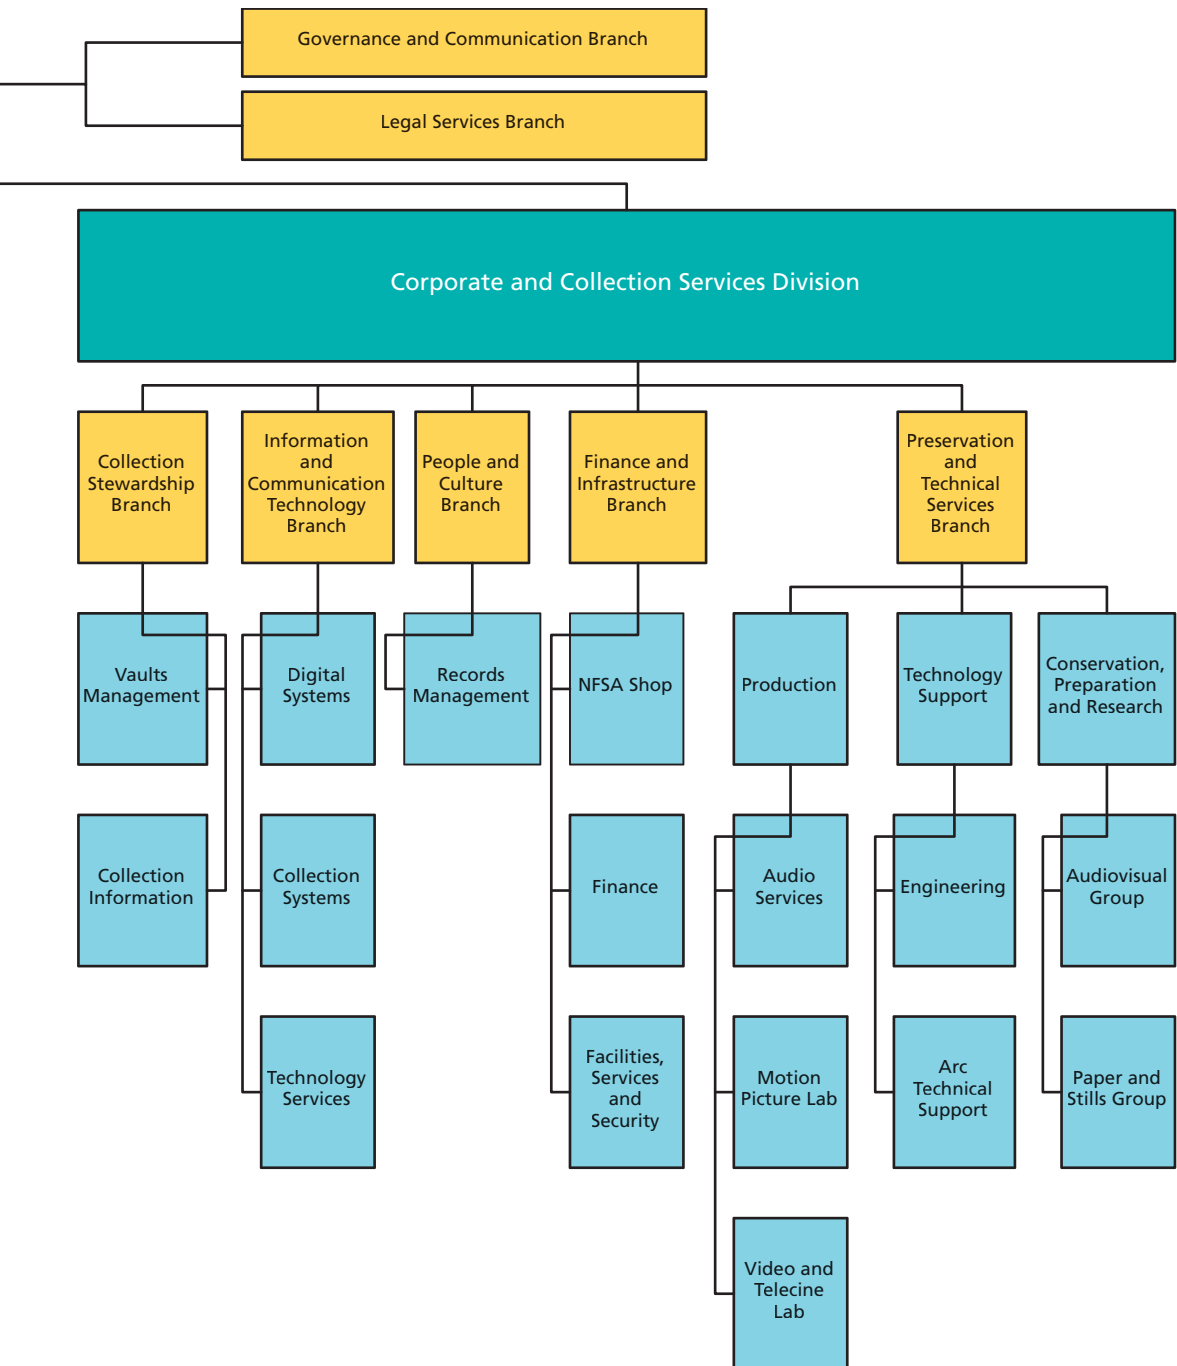 Governance and Communication Branch
Legal Services Branch
Corporate and Collection Services Division
Collection
Stewardship
Branch
Information
and
Communication
Technology
Branch
People and
Culture
Branch
Finance and
Infrastructure
Branch
Preservation
and
Technical
Services
Branch
Vaults
Management
Digital
Systems
Records
Management
NFSA Shop
Production
Technology
Support
Conservation,
Preparation
and Research
Collection
Information
Collection
Systems
Finance
Audio
Services
Engineering
Audiovisual
Group
Technology
Services
Facilities,
Services
and
Security
Motion
Picture Lab
Arc
Technical
Support
Paper and
Stills Group
Video and
Telecine
Lab